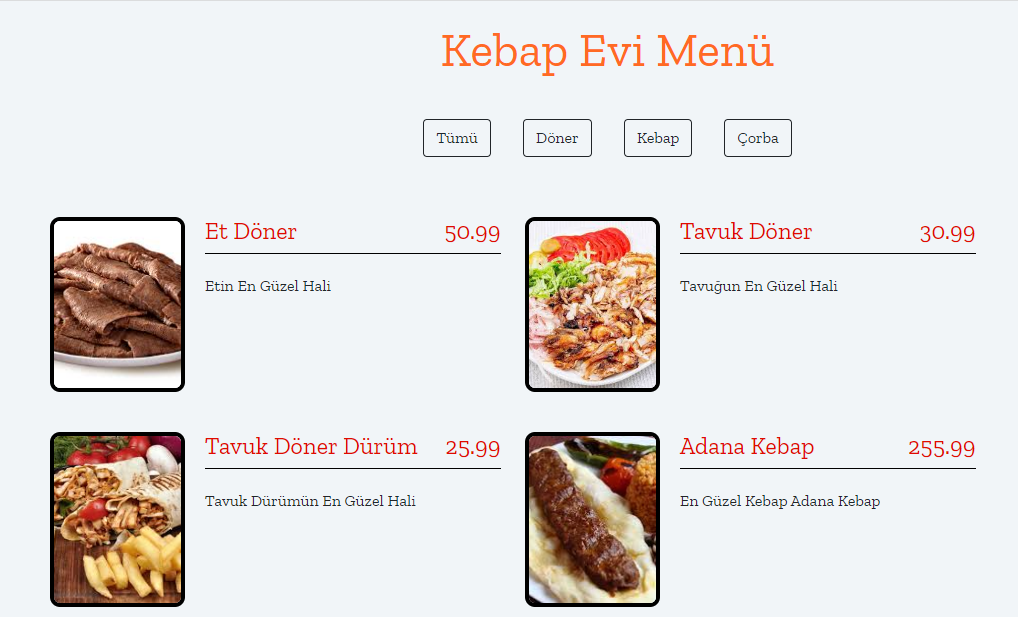 Kebap Evi Menü
Tümü Döner Kebap Çorba
Et Döner 50.99
Etin En Güzel Hali
Tavuk Döner 30.99
Tavuğun En Güzel Hali
Tavuk Döner Dürüm 25.99
Tavuk Dürümün En Güzel Hali
Adana Kebap 255.99
En Güzel Kebap Adana Kebap